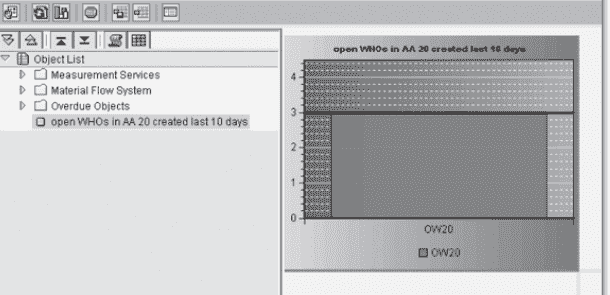 Object List
Measurement Services
Material Flow System
Overdue Objects
open WHOs in AA 20 created last 10 days
open WHOs in AA 20 created last 10 days
4
3
2
1
0
OW20
OW20